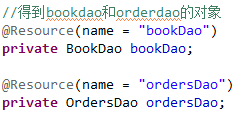 //得到bookdao和orderdao的对象
@Resource(name = "bookDao")
private BookDao bookDao;
@Resource(name = "ordersDao")
private OrdersDao ordersDao;